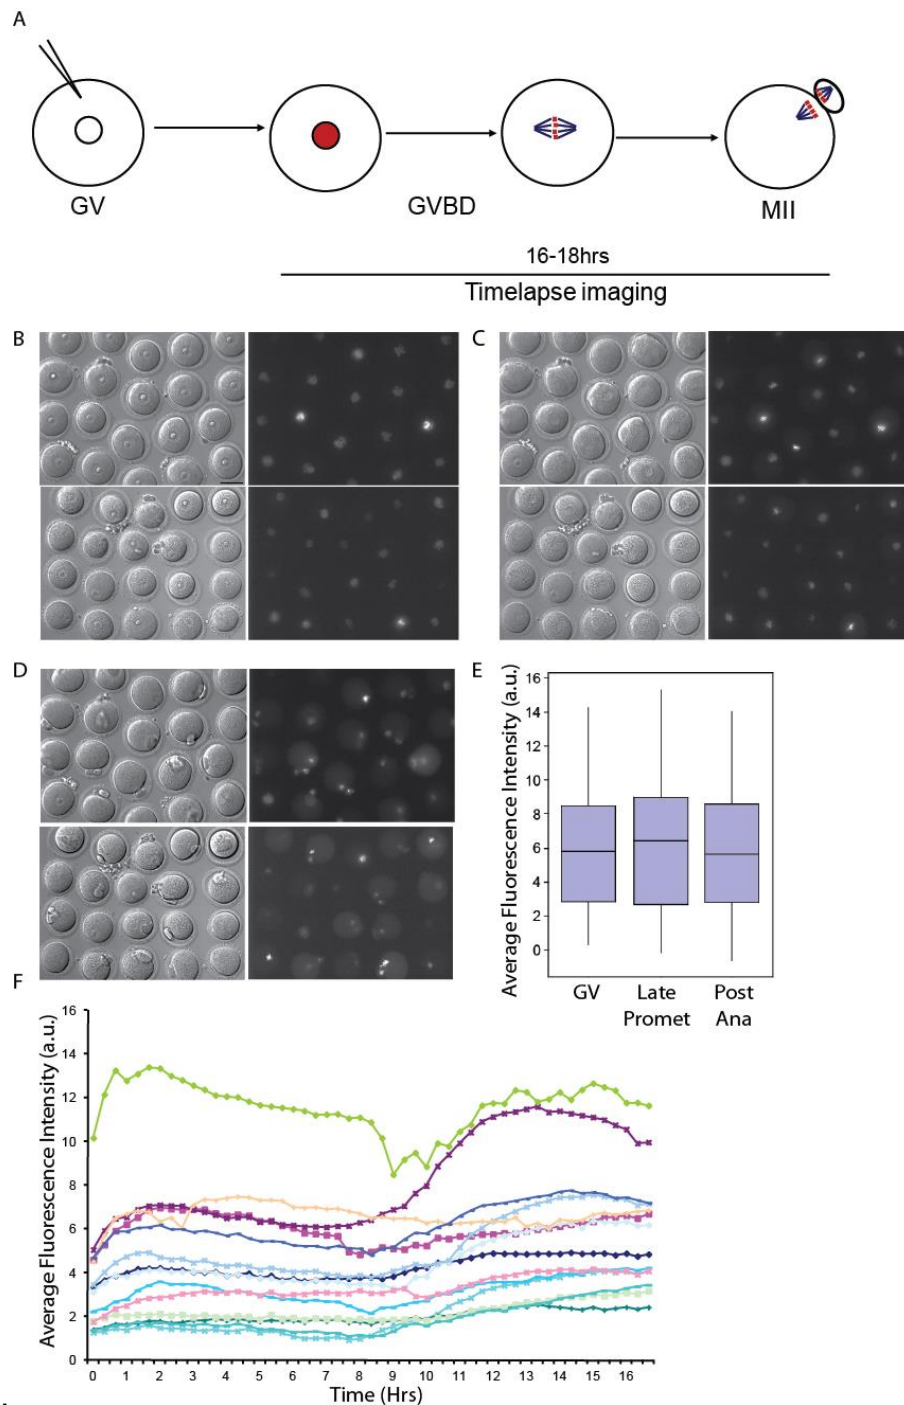 A
GV
GVBD
MII
16-18hrs
Timelapse imaging
B
C
D
E
Average Fluorescence Intensity (a.u.)
16
14
12
10
8
6
4
2
0
GV
Late
Promet
Post
Ana
F
Average Fluorescence Intensity (a.u.)
16
14
12
10
8
6
4
2
0
0 1 2 3 4 5 6 7 8 9 10 11 12 13 14 15 16
Time (Hrs)